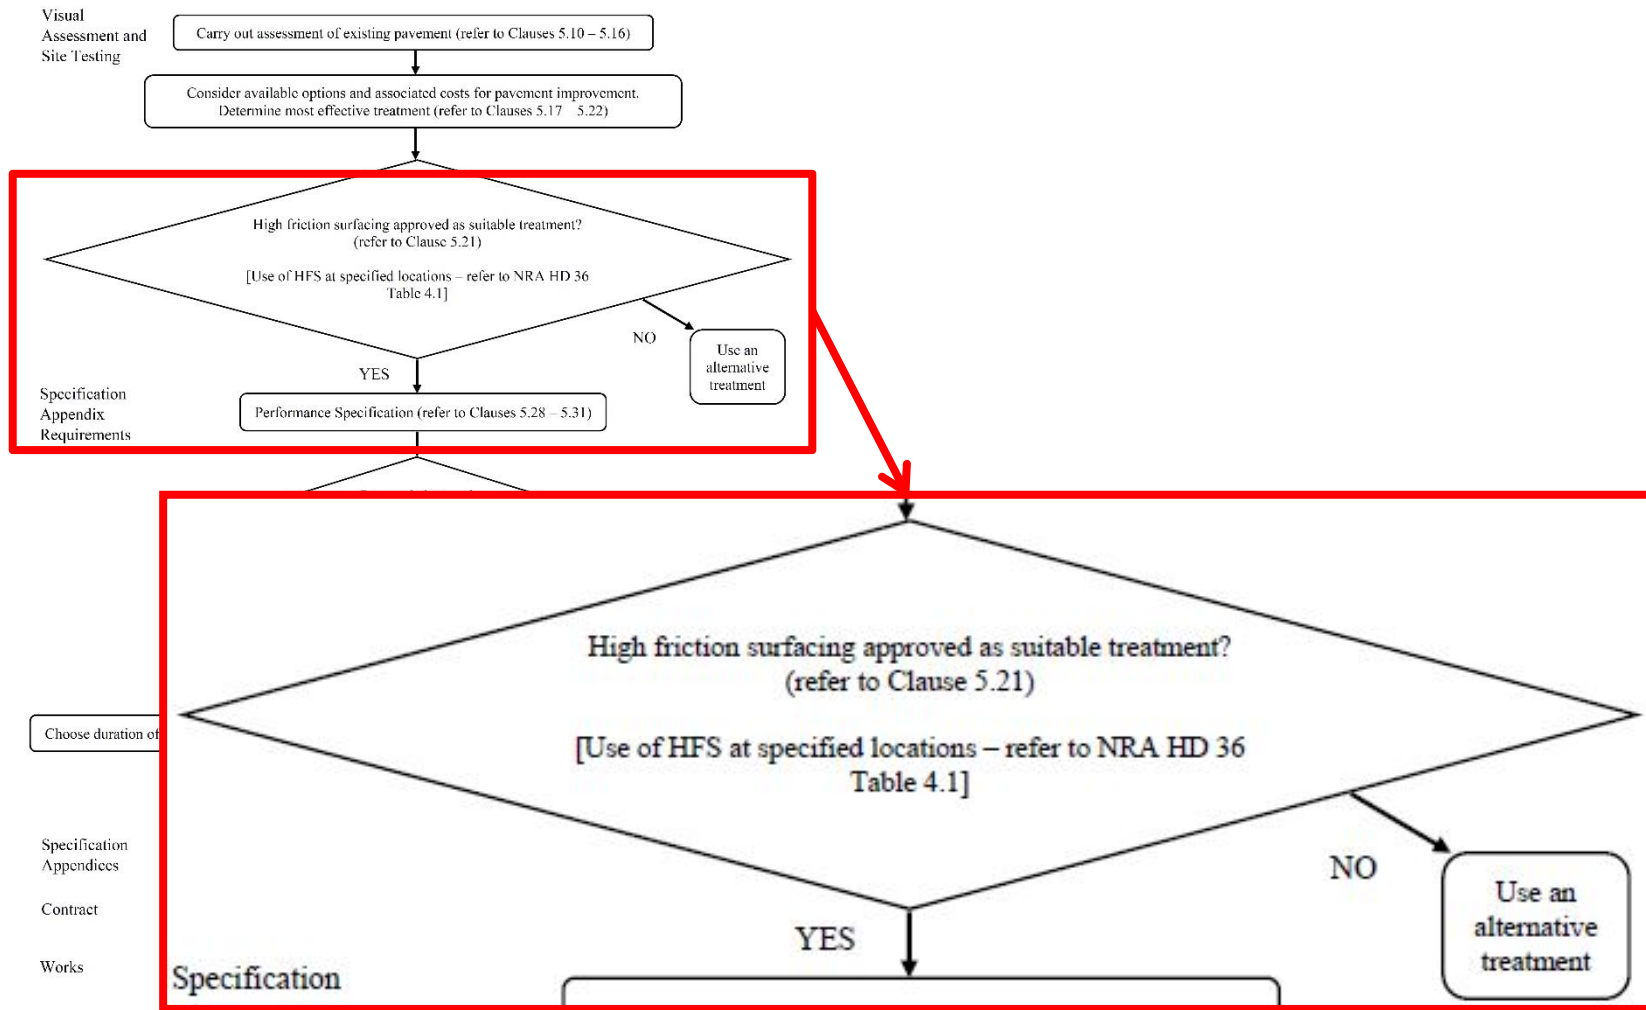 Visual
Assessment and
Site Testing
Carry out assessment of existing pavement (refer to Clauses 5.10 – 5.16)
Consider available options and associated costs for pavement improvement.
Determine most effective treatment (refer to Clauses 5.17 5.22)
High friction surfacing approved as suitable treatment?
(refer to Clause 5.21)
[Use of HFS at specified locations – refer to NRA HD 36
Table 4.1]
NO
Use an
alternative
treatment
YES
Specification
Appendix
Requirements
Performance Specification (refer to Clauses 5.28 – 5.31)
High friction surfacing approved as suitable treatment?
(refer to Clause 5.21)
[Use of HFS at specified locations – refer to NRA HD 36
Table 4.1]
NO
Use an
alternative
treatment
YES
Specification
Choose duration of
Specification
Appendices
Contract
Works